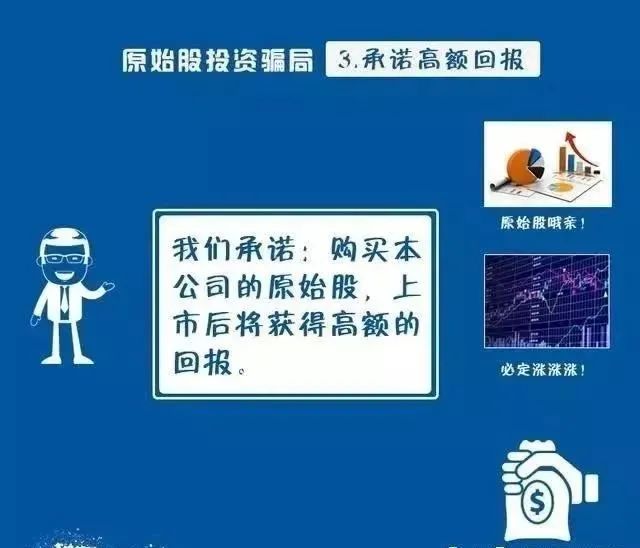 原始股投资骗局 3.承诺高额回报
原始股哦亲！
我们承诺：购买本
公司的原始股，上
市后将获得高额的
回报。
必定涨涨涨！
$